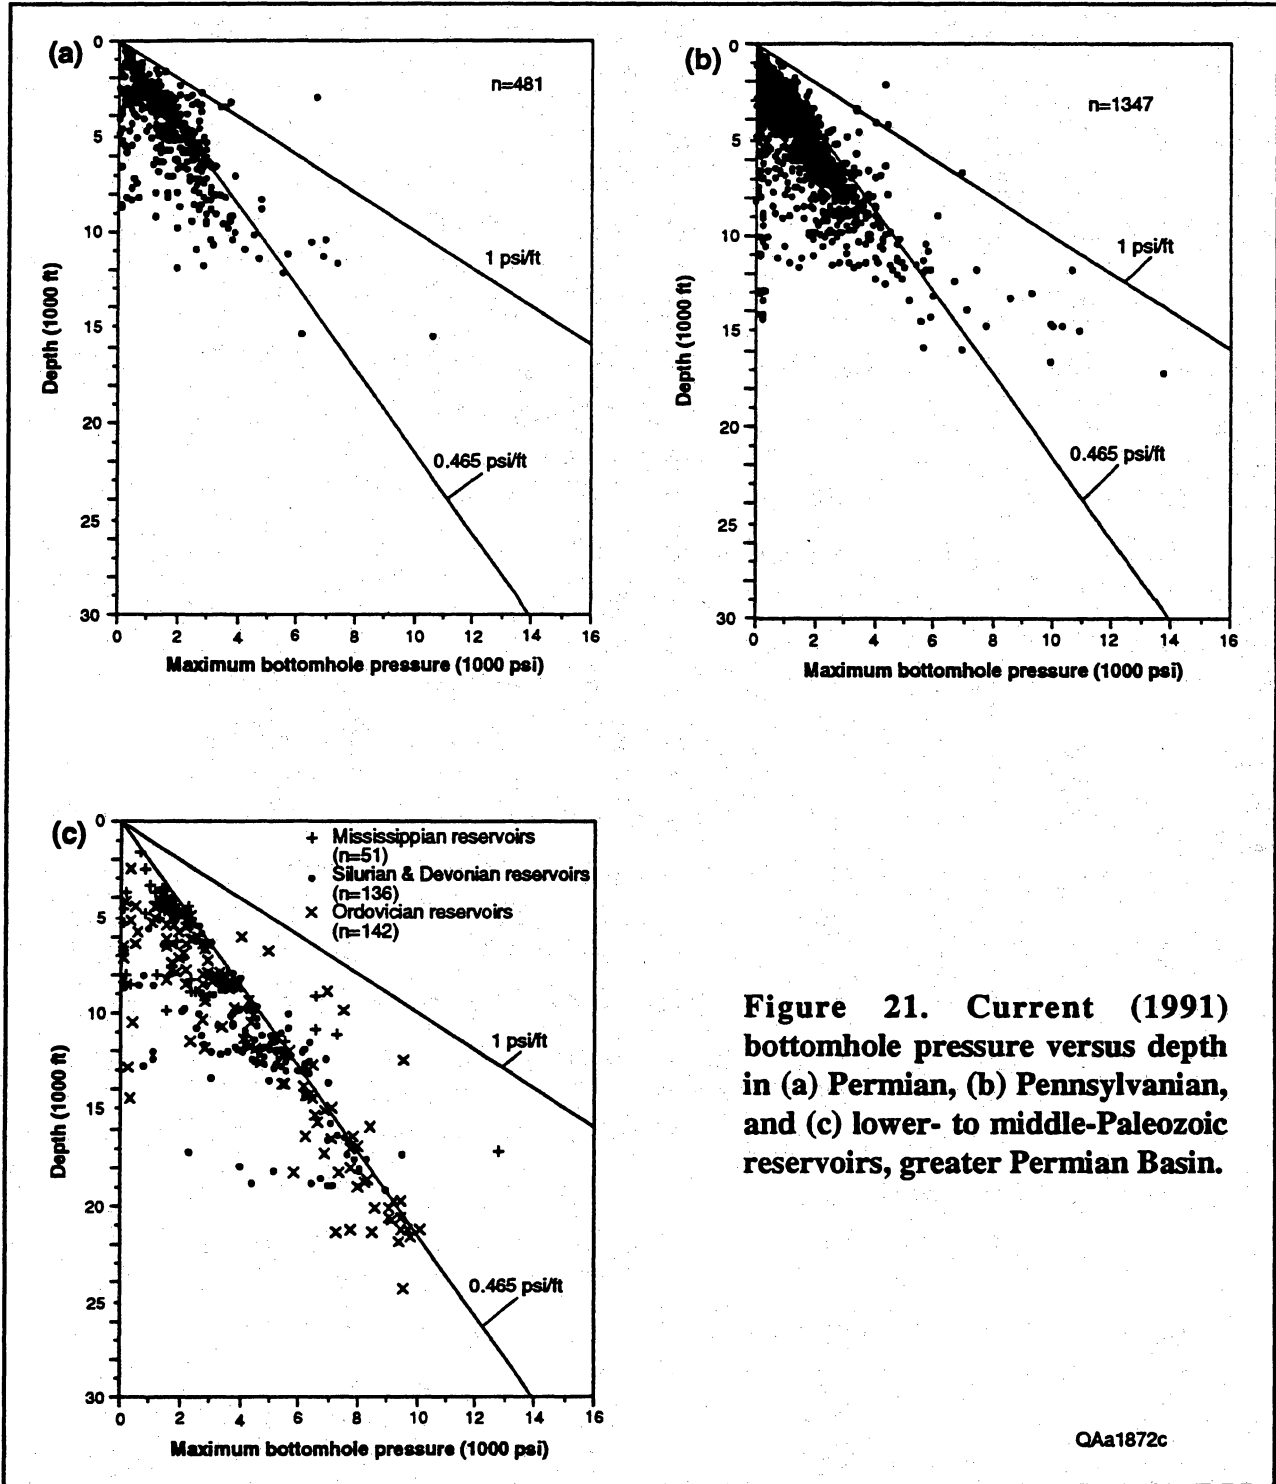 (a)
n=481
0
5
10
15
20
25
30
Depth (1000 ft)
1 psi/ft
0.465 psi/ft
0 2 4 6 8 10 12 14 16
Maximum bottomhole pressure (1000 psi)
(b)
n=1347
0
5
10
15
20
25
30
Depth (1000 ft)
1 psi/ft
0.465 psi/ft
0 2 4 6 8 10 12 14 16
Maximum bottomhole pressure (1000 psi)
(c)
+ Mississippian reservoirs
(n=51)
• Silurian & Devonian reservoirs
(n=136)
× Ordovician reservoirs
(n=142)
0
5
10
15
20
25
30
Depth (1000 ft)
1 psi/ft
0.465 psi/ft
0 2 4 6 8 10 12 14 16
Maximum bottomhole pressure (1000 psi)
Figure 21. Current (1991)
bottomhole pressure versus depth
in (a) Permian, (b) Pennsylvanian,
and (c) lower- to middle-Paleozoic
reservoirs, greater Permian Basin.
QAa1872c